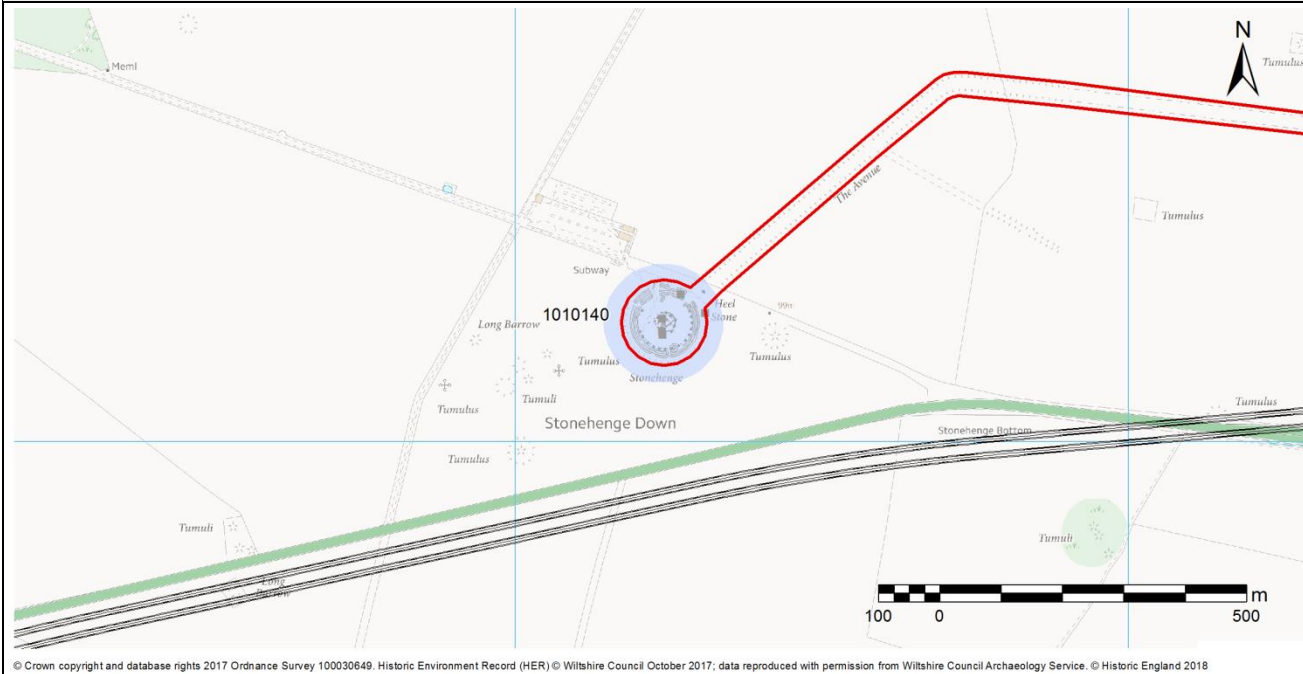 N
Meml
Tumulus
The Avenue
Tumulus
Subway
Heel
Stone
99m
1010140
Long Barrow
Tumulus
Tumulus
Stonehenge
Tumuli
Tumulus
Stonehenge Down
Tumulus
Stonehenge Bottom
Tumulus
Tumuli
Tumuli
Long
Barrow
m
100 0 500
© Crown copyright and database rights 2017 Ordnance Survey 100030649. Historic Environment Record (HER) © Wiltshire Council October 2017; data reproduced with permission from Wiltshire Council Archaeology Service. © Historic England 2018